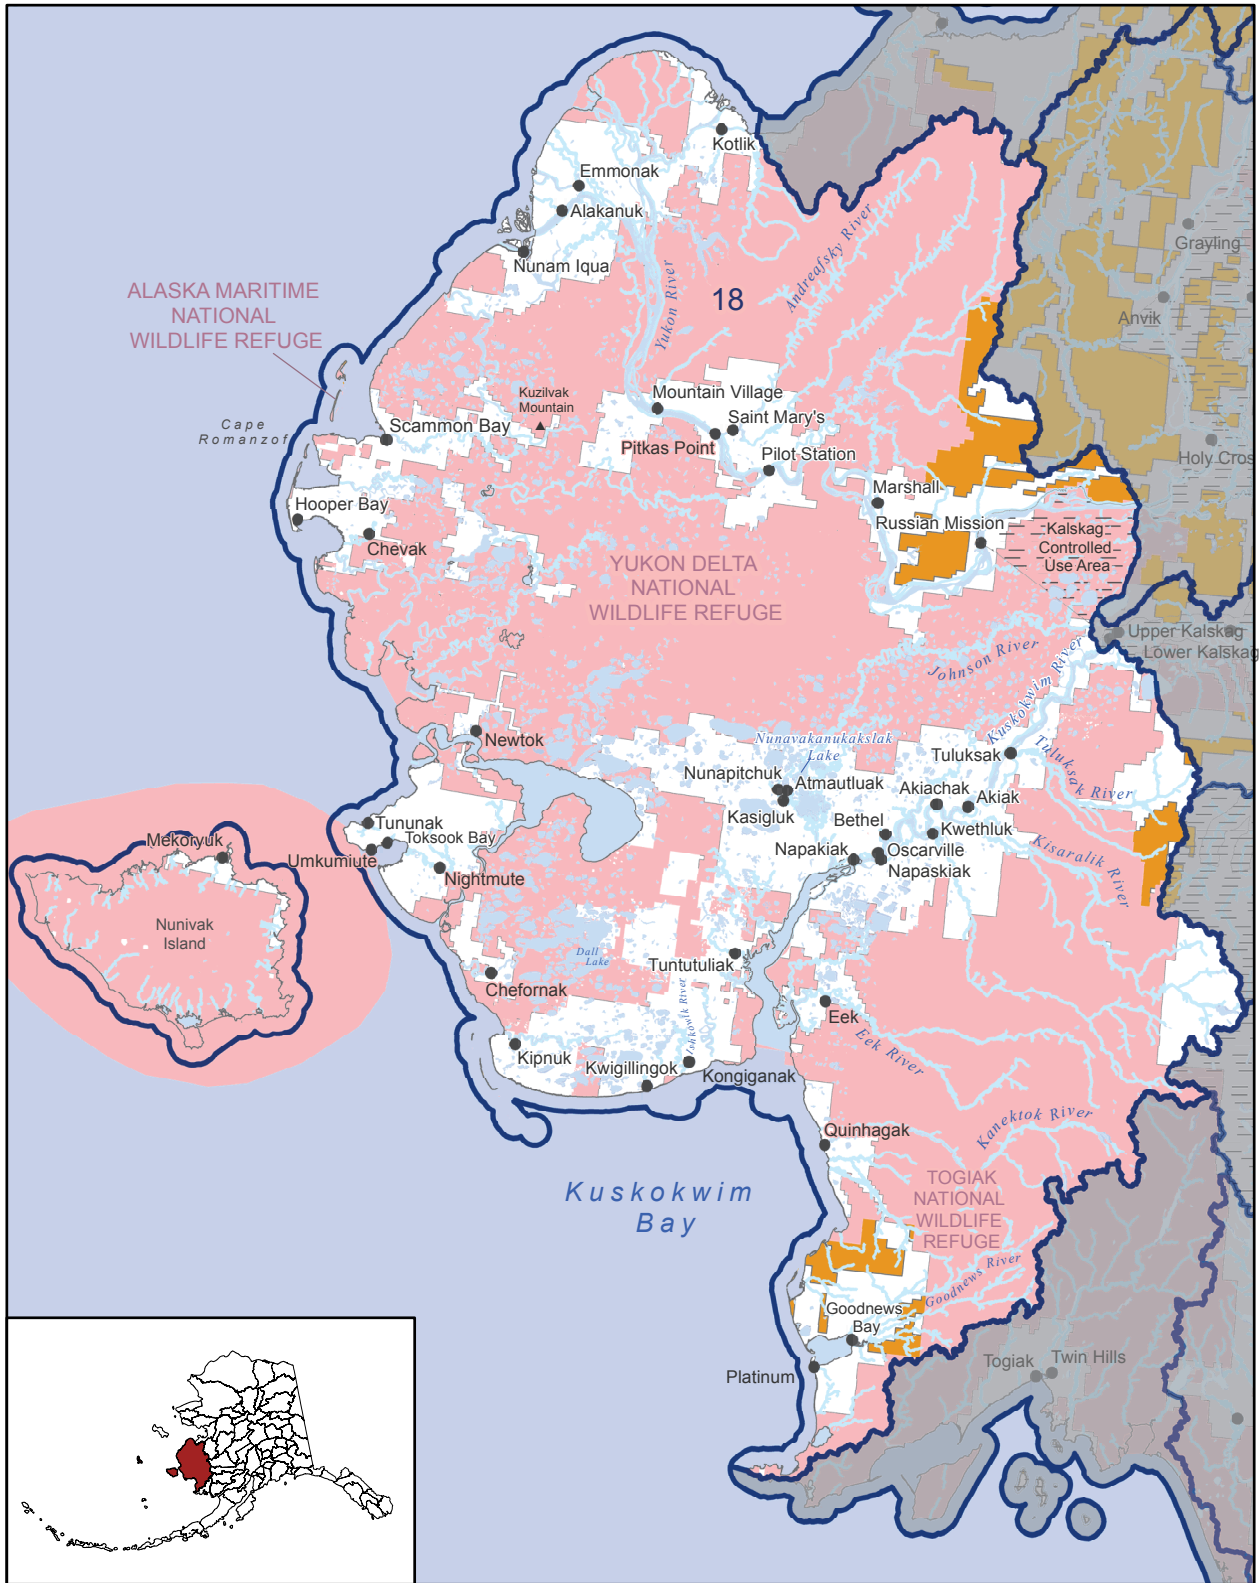 Kotlik
Emmonak
Alakanuk
Nunam Iqua
Grayling
Anvik
Holy Cros
Andreafsky River
Yukon River
18
ALASKA MARITIME
NATIONAL
WILDLIFE REFUGE
Cape
Romanzof
Kuzilvak
Mountain
Mountain Village
Scammon Bay
Saint Mary's
Pitkas Point
Pilot Station
Marshall
Hooper Bay
Russian Mission
Chevak
Kalskag
Controlled
Use Area
YUKON DELTA
NATIONAL
WILDLIFE REFUGE
Upper Kalskag
Lower Kalskag
Johnson River
Kuskokwim River
Newtok
Nunavakanukakslak
Lake
Tuluksak
Tuluksak River
Nunapitchuk
Atmautluak
Akiachak
Akiak
Kasigluk
Bethel
Kwethluk
Tununak
Toksook Bay
Mekoryuk
Umkumiute
Napakiak
Oscarville
Napaskiak
Kisaralik River
Nightmute
Nunivak
Island
Dall
Lake
Tuntutuliak
Chefornak
Eek
Ishkowik River
Eek River
Kipnuk
Kwigillingok
Kongiganak
Kanektok River
Quinhagak
Kuskokwim
Bay
TOGIAK
NATIONAL
WILDLIFE
REFUGE
Goodnews River
Goodnews
Bay
Platinum
Togiak
Twin Hills